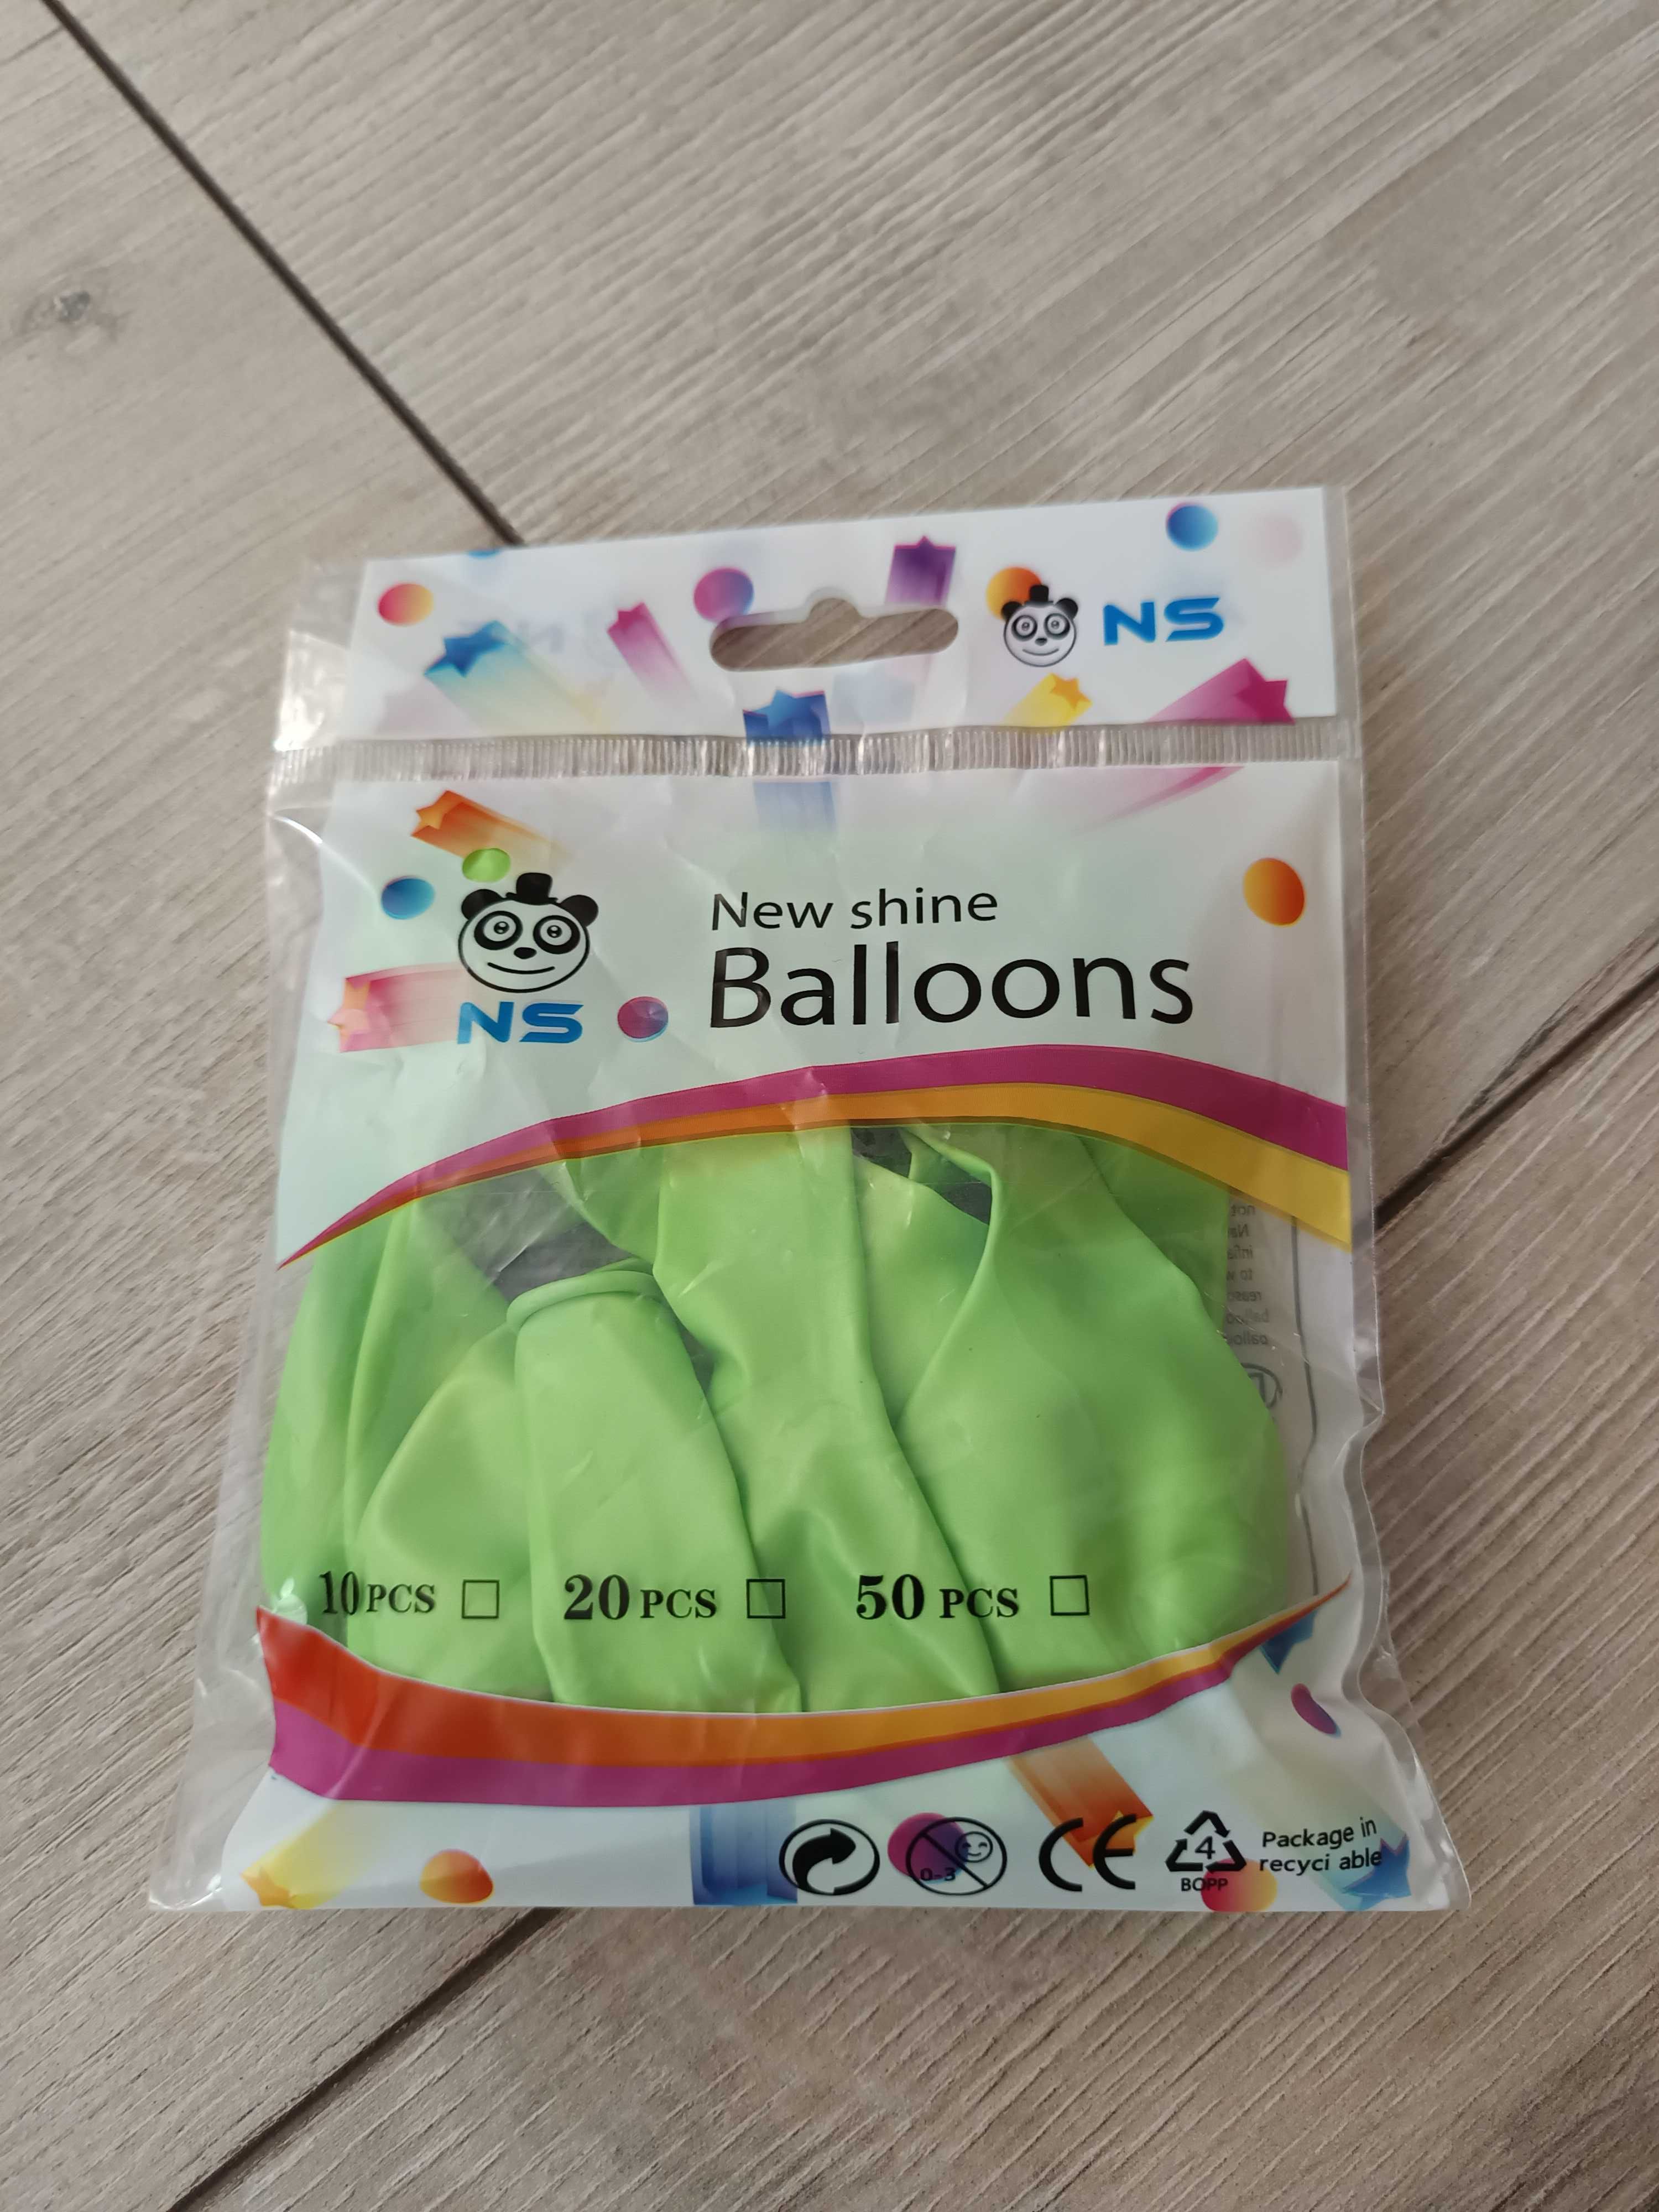 NS
New shine
Balloons
NS
10 PCS 20 PCS 50 PCS
0-3
CE
4
BOPP
Package in
recyci able